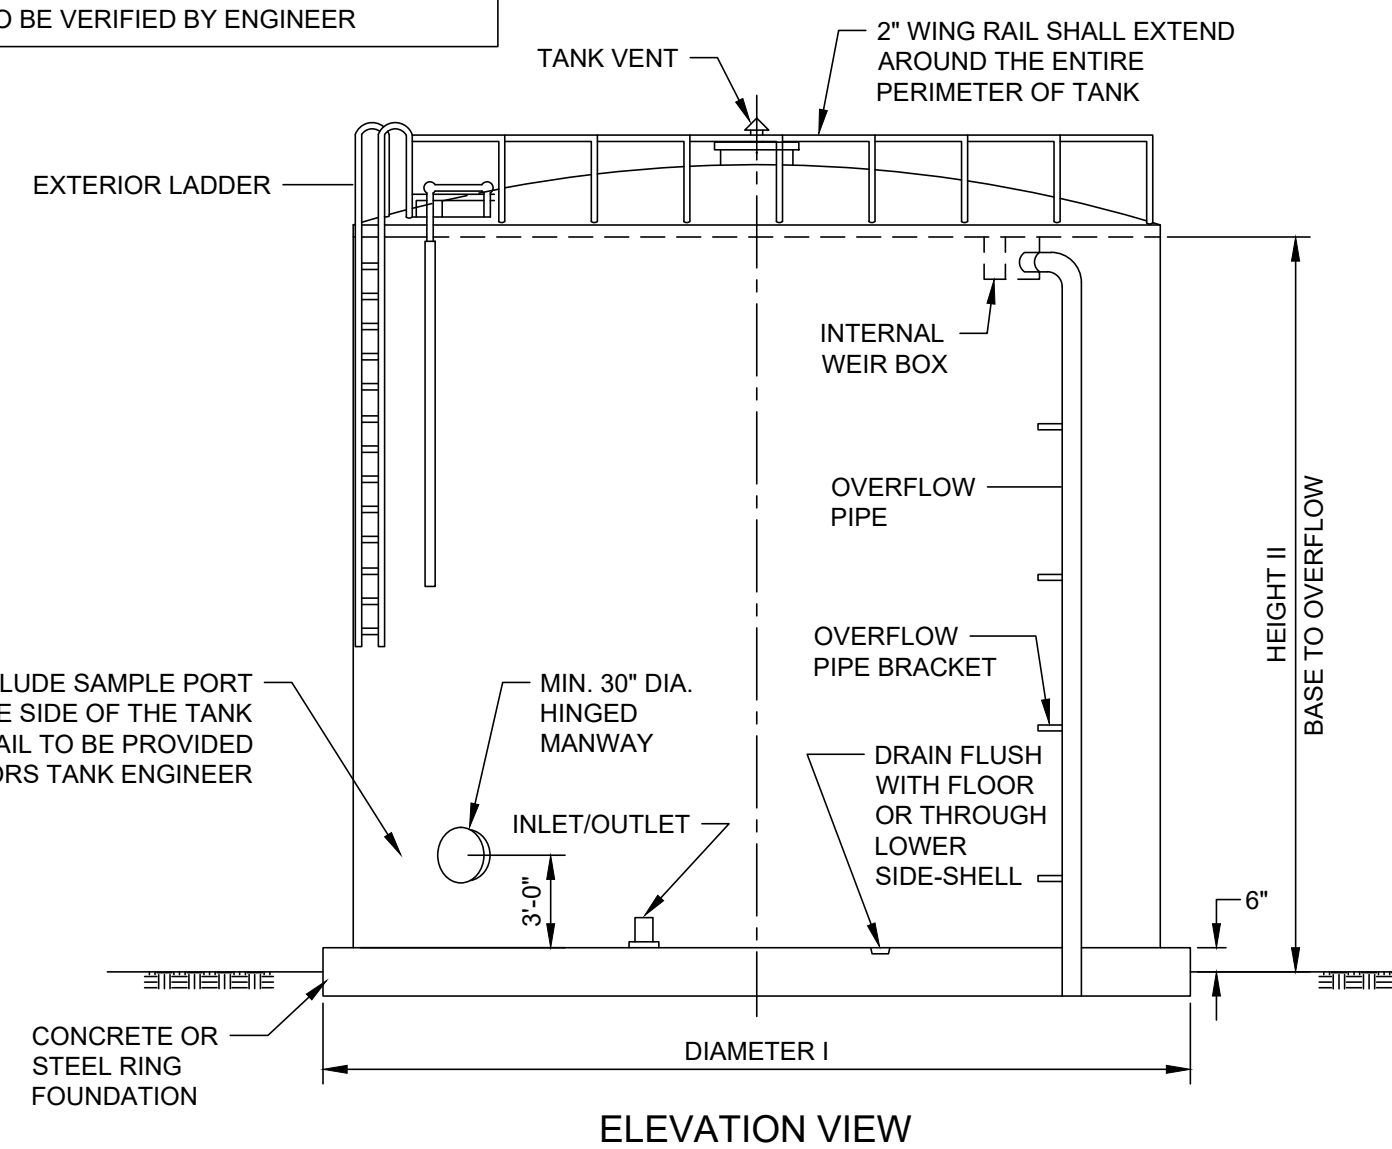 O BE VERIFIED BY ENGINEER
TANK VENT
2" WING RAIL SHALL EXTEND
AROUND THE ENTIRE
PERIMETER OF TANK
EXTERIOR LADDER
INTERNAL
WEIR BOX
OVERFLOW
PIPE
HEIGHT II
BASE TO OVERFLOW
OVERFLOW
PIPE BRACKET
LUDE SAMPLE PORT
E SIDE OF THE TANK
AIL TO BE PROVIDED
ORS TANK ENGINEER
MIN. 30" DIA.
HINGED
MANWAY
DRAIN FLUSH
WITH FLOOR
OR THROUGH
LOWER
SIDE-SHELL
INLET/OUTLET
3'-0"
6"
CONCRETE OR
STEEL RING
FOUNDATION
DIAMETER I
ELEVATION VIEW